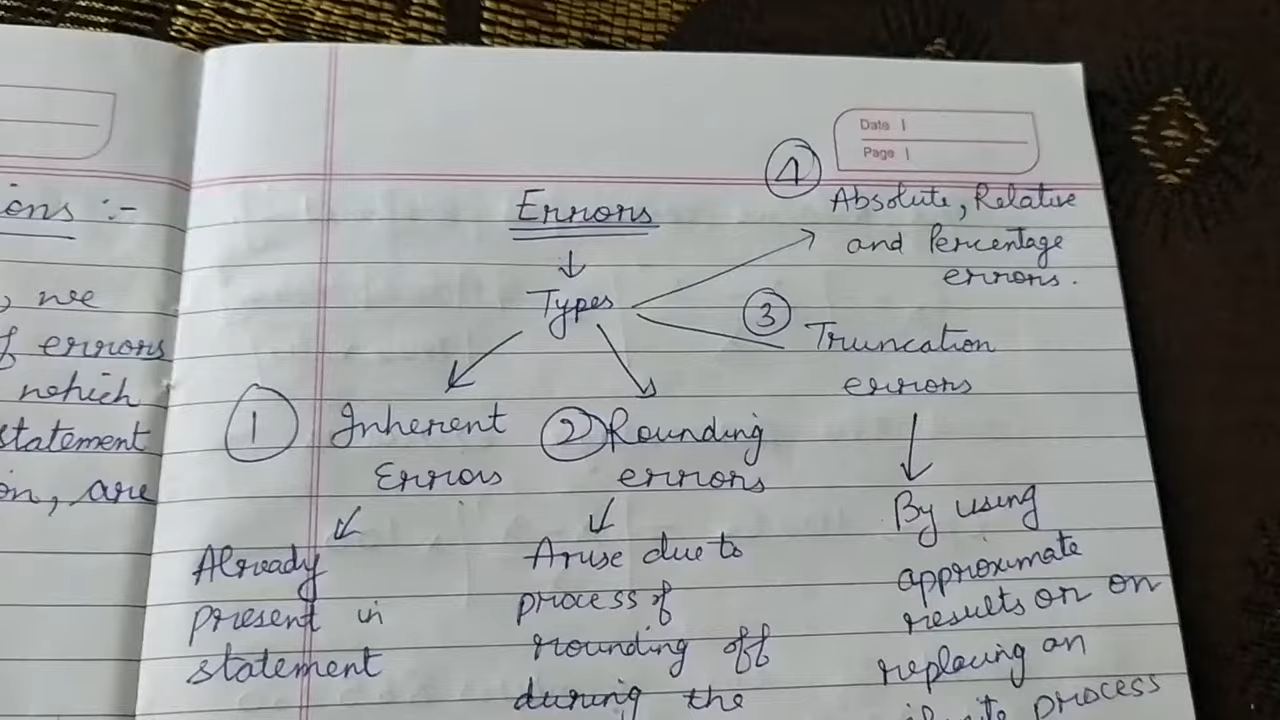 ions :-
, we
f errors
which
statement
on, are
Date
Page
Errors
Types
4
Absolute, Relative
and Percentage
errors.
3
Truncation
errors
By using
approximate
results or on
replacing an
process
1
Inherent
Errors
Already
present in
statement
2
Rounding
errors
Aruse due to
process of
rounding off
during the